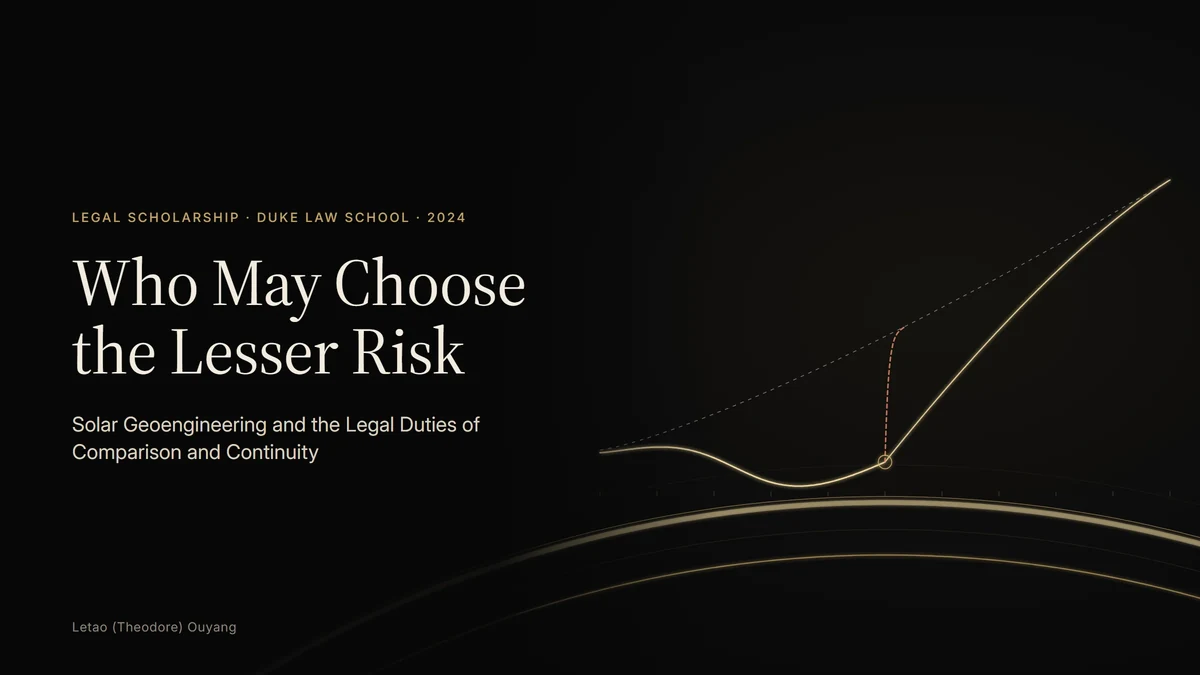 LEGAL SCHOLARSHIP · DUKE LAW SCHOOL · 2024
Who May Choose
the Lesser Risk
Solar Geoengineering and the Legal Duties of
Comparison and Continuity
Letao (Theodore) Ouyang